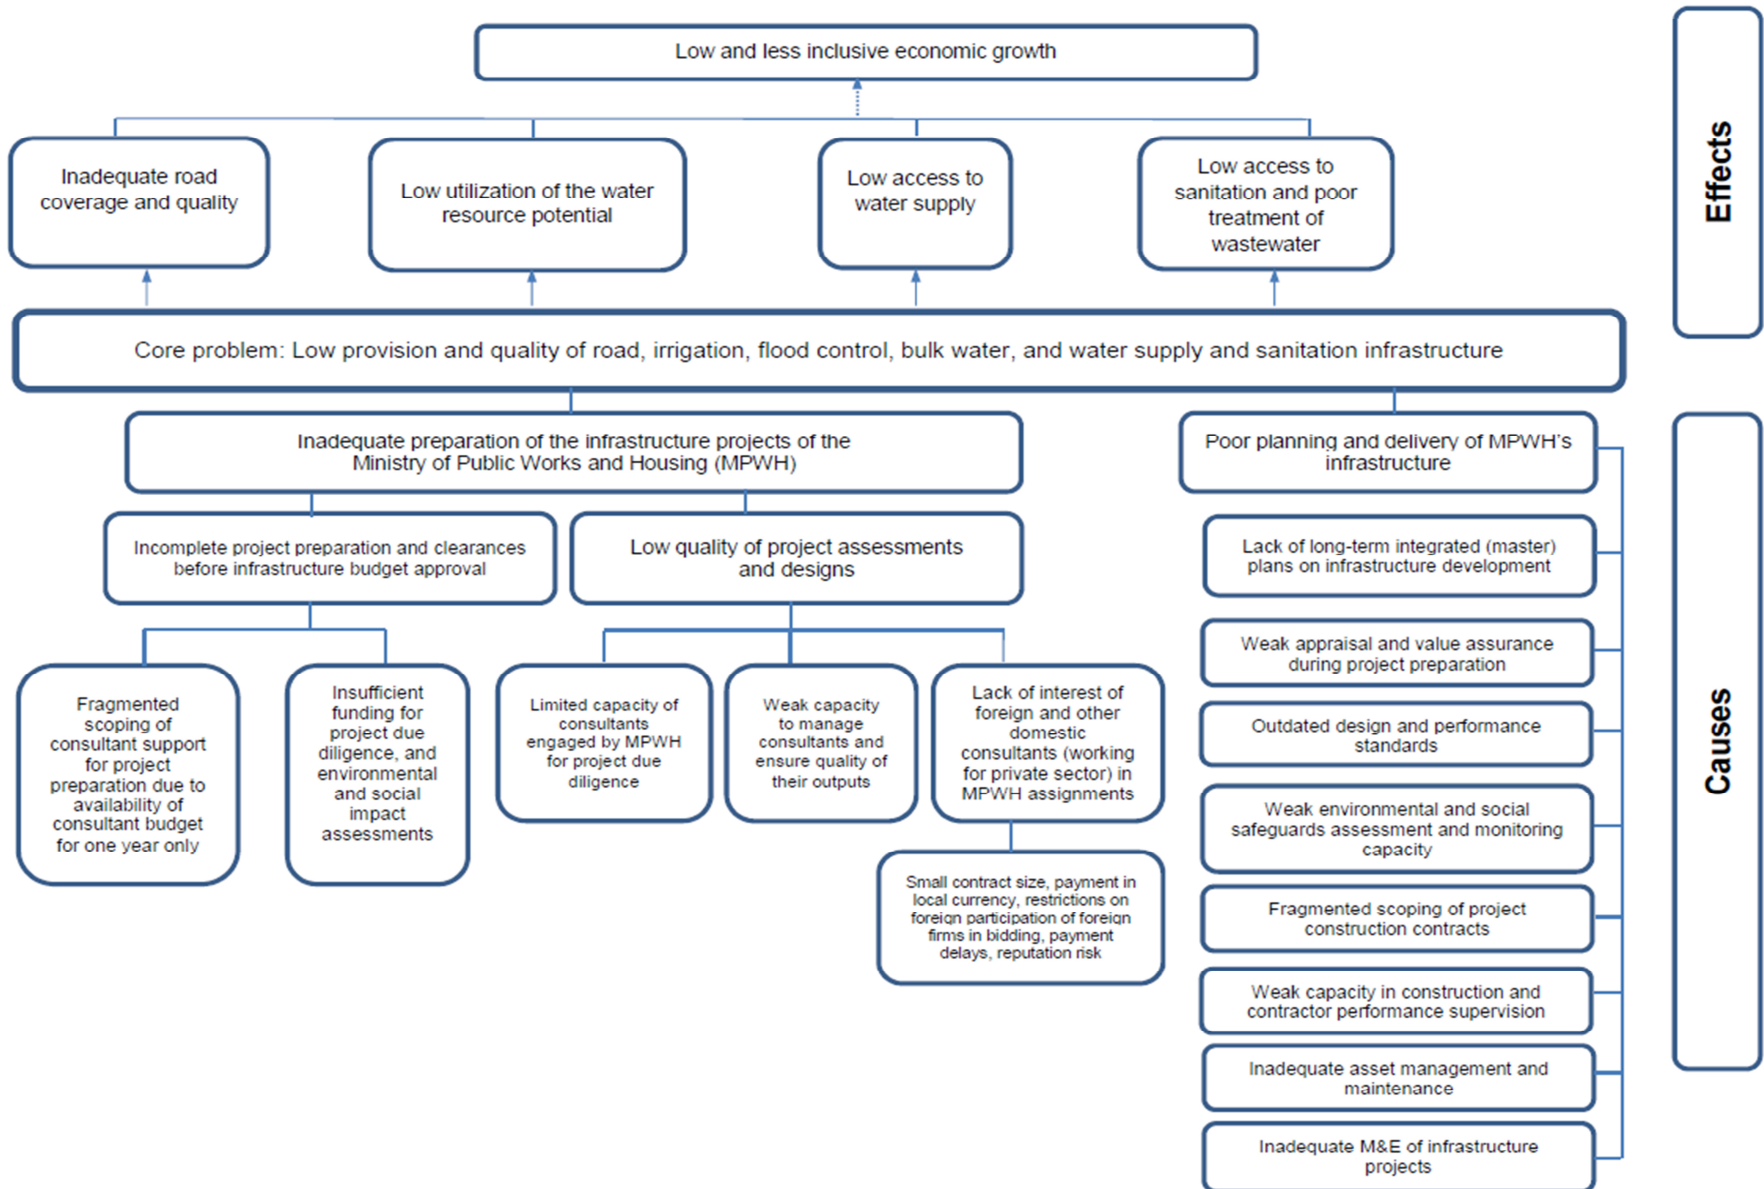 Low and less inclusive economic growth
Effects
Inadequate road
coverage and quality
Low utilization of the water
resource potential
Low access to
water supply
Low access to
sanitation and poor
treatment of
wastewater
Core problem: Low provision and quality of road, irrigation, flood control, bulk water, and water supply and sanitation infrastructure
Causes
Inadequate preparation of the infrastructure projects of the
Ministry of Public Works and Housing (MPWH)
Incomplete project preparation and clearances
before infrastructure budget approval
Low quality of project assessments
and designs
Fragmented
scoping of
consultant support
for project
preparation due to
availability of
consultant budget
for one year only
Insufficient
funding for
project due
diligence, and
environmental
and social
impact
assessments
Limited capacity of
consultants
engaged by MPWH
for project due
diligence
Weak capacity
to manage
consultants and
ensure quality of
their outputs
Lack of interest of
foreign and other
domestic
consultants (working
for private sector) in
MPWH assignments
Small contract size, payment in
local currency, restrictions on
foreign participation of foreign
firms in bidding, payment
delays, reputation risk
Poor planning and delivery of MPWH's
infrastructure
Lack of long-term integrated (master)
plans on infrastructure development
Weak appraisal and value assurance
during project preparation
Outdated design and performance
standards
Weak environmental and social
safeguards assessment and monitoring
capacity
Fragmented scoping of project
construction contracts
Weak capacity in construction and
contractor performance supervision
Inadequate asset management and
maintenance
Inadequate M&E of infrastructure
projects